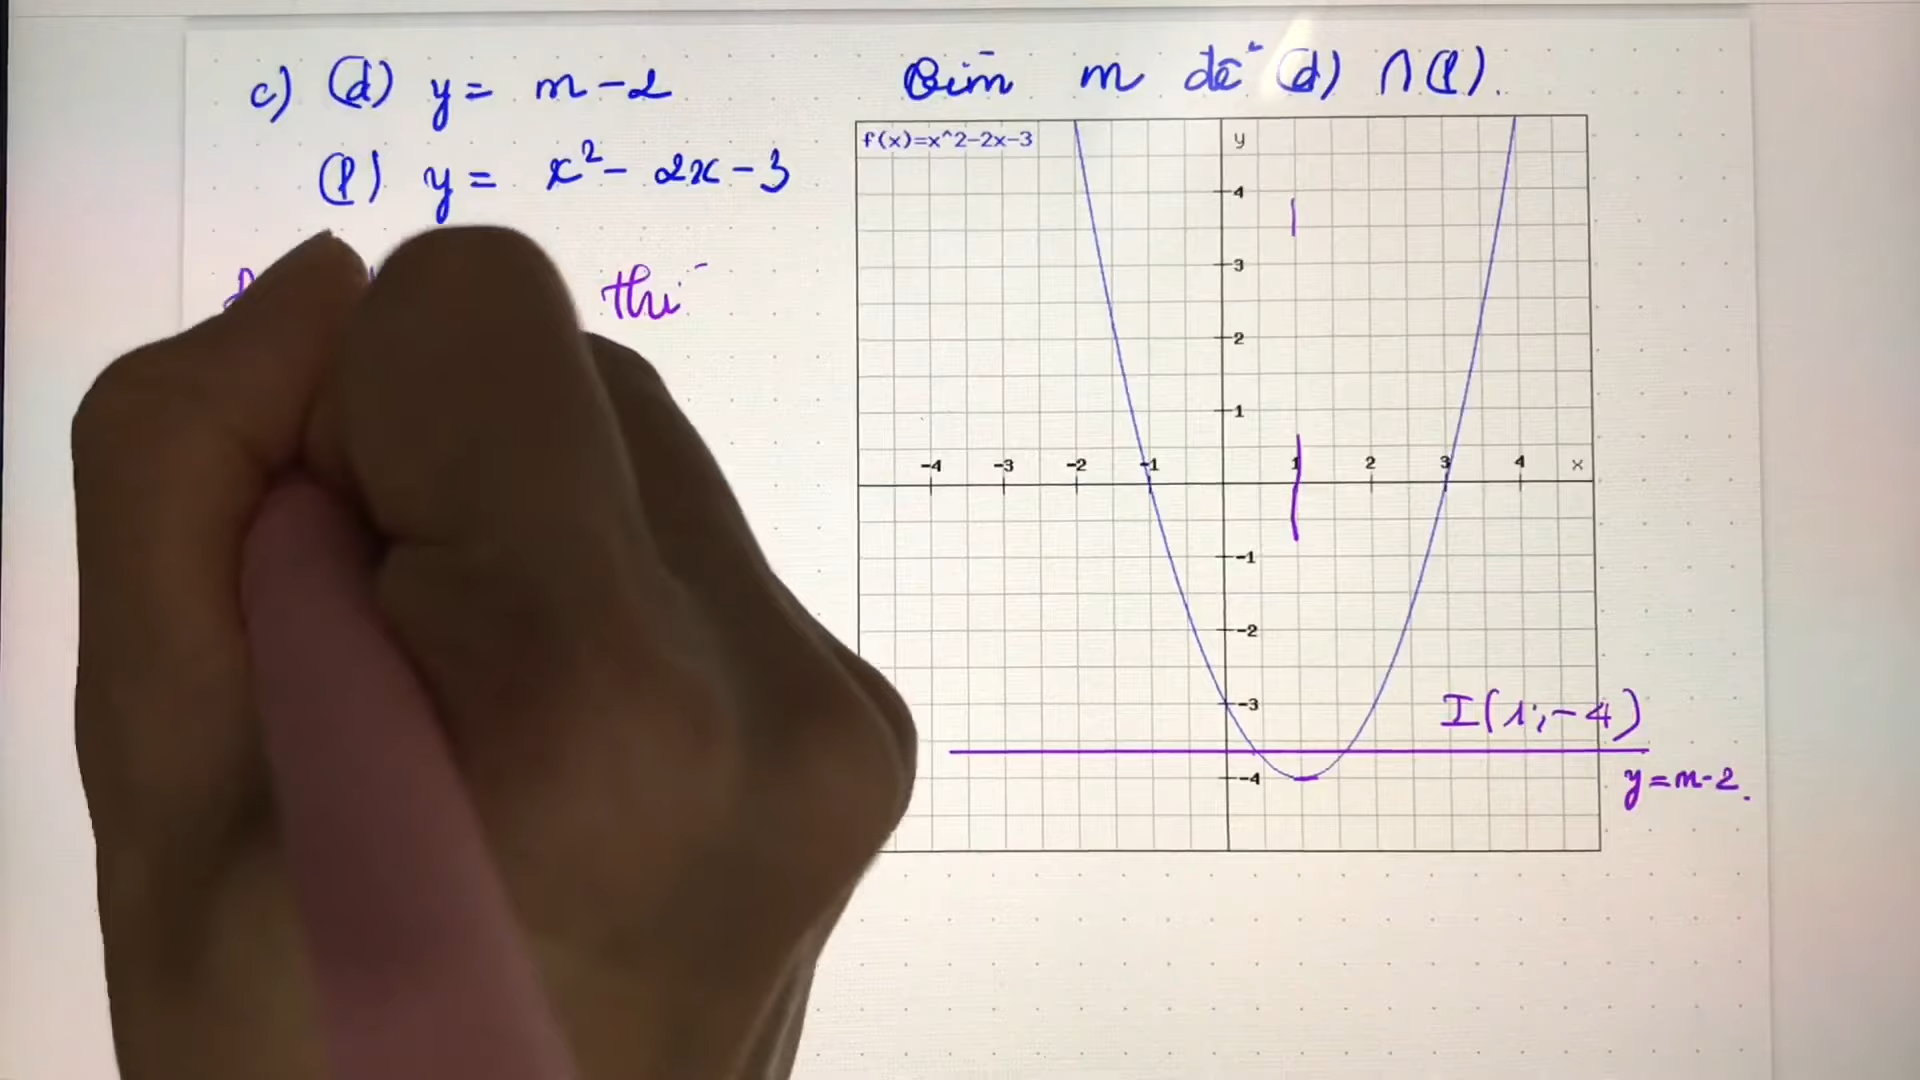 c) (d) y = m - 2
(P) y = x² - 2x - 3
thì
Tìm m để (d) ∩ (P).
f(x)=x^2-2x-3
y
4
3
2
1
-4 -3 -2 -1 1 2 3 4 x
-1
-2
-3
-4
I(1; -4)
y = m - 2.